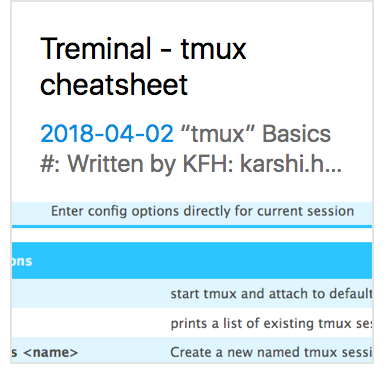 Treminal - tmux
cheatsheet
2018-04-02 “tmux” Basics
#: Written by KFH: karshi.h...
Enter config options directly for current session
ons
start tmux and attach to default
prints a list of existing tmux ses
s <name>
Create a new named tmux sessi